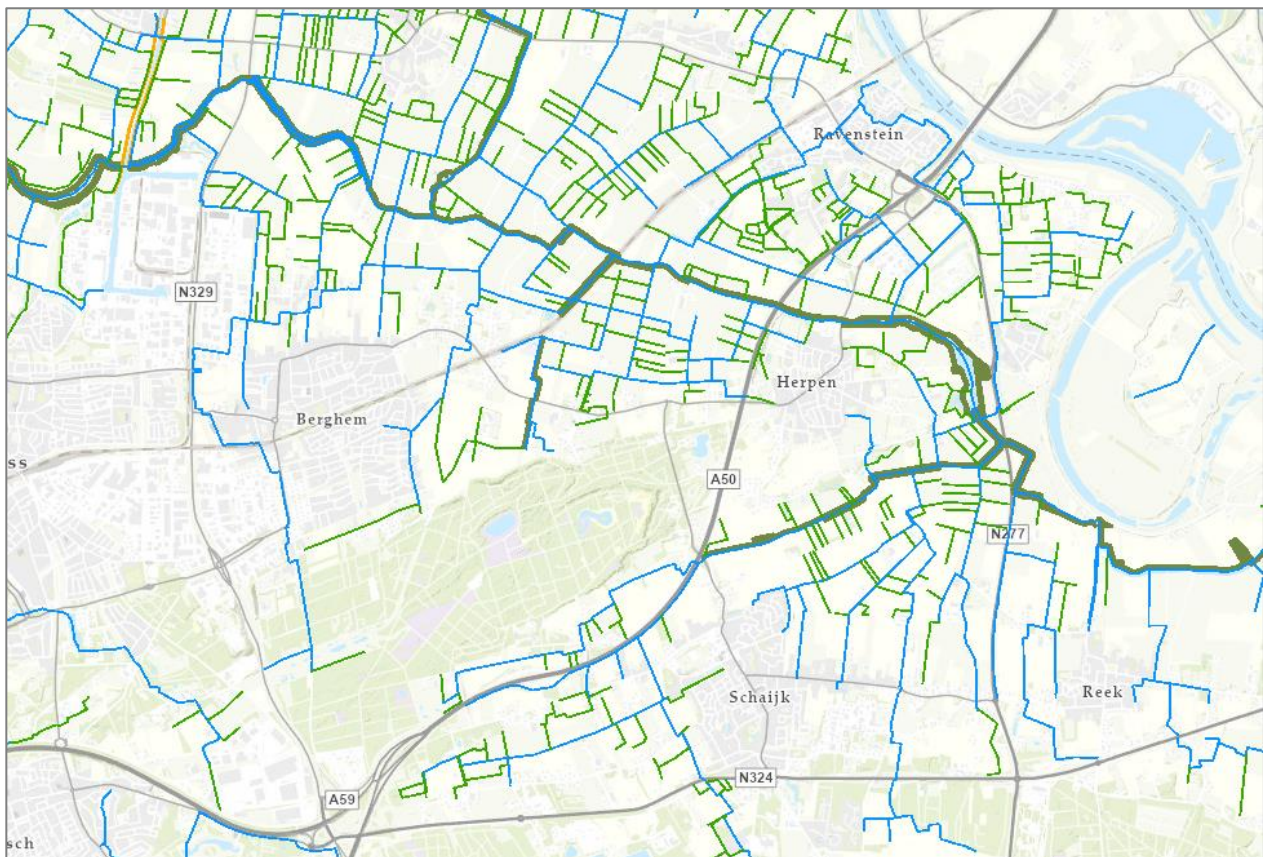 Ravenstein
N329
Herpen
Berghem
ss
A50
N277
Reek
Schaijk
N324
A59
sch